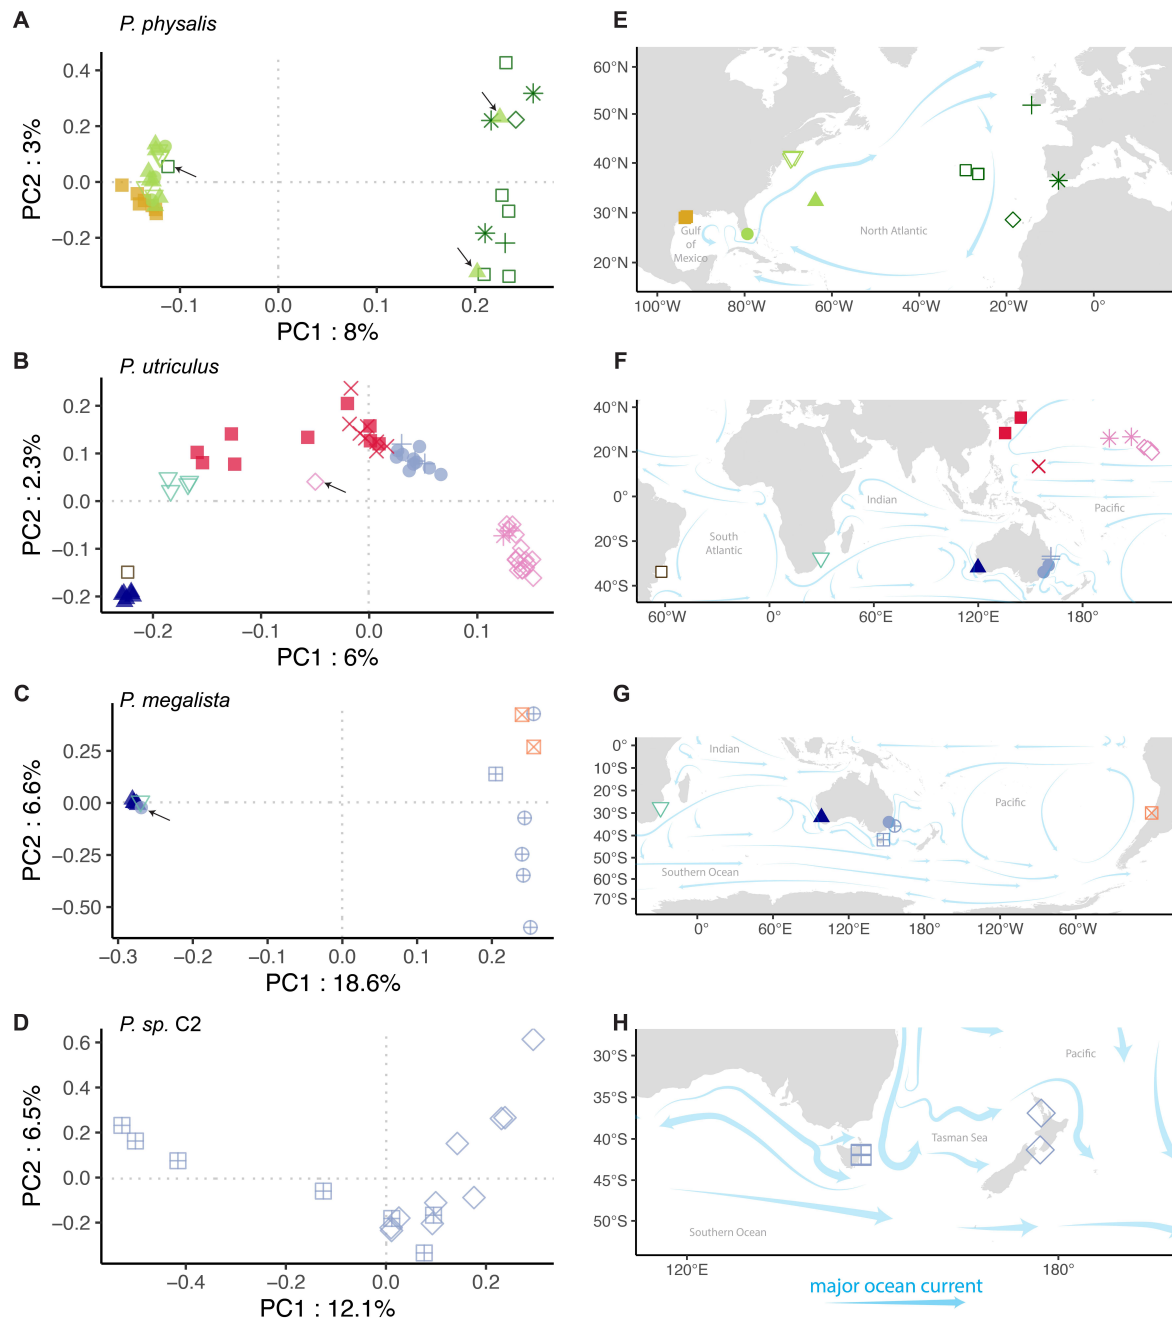 A
P. physalis
0.4
0.2
0.0
−0.2
PC2 : 3%
−0.1
0.0
0.1
0.2
PC1 : 8%
E
60°N
50°N
40°N
30°N
20°N
Gulf
of
Mexico
North Atlantic
100°W
80°W
60°W
40°W
20°W
0°
B
P. utriculus
0.2
0.1
0.0
−0.1
−0.2
PC2 : 2.3%
−0.2
−0.1
0.0
0.1
PC1 : 6%
F
40°N
20°N
0°
20°S
40°S
Indian
Pacific
South
Atlantic
60°W
0°
60°E
120°E
180°
C
P. megalista
0.25
0.00
−0.25
−0.50
PC2 : 6.6%
−0.3
−0.2
−0.1
0.0
0.1
0.2
PC1 : 18.6%
G
0°
10°S
20°S
30°S
40°S
50°S
60°S
70°S
Indian
Pacific
Southern Ocean
0°
60°E
120°E
180°
120°W
60°W
D
P. sp. C2
0.6
0.4
0.2
0.0
−0.2
PC2 : 6.5%
−0.4
−0.2
0.0
0.2
PC1 : 12.1%
H
30°S
35°S
40°S
45°S
50°S
Pacific
Tasman Sea
Southern Ocean
120°E
180°
major ocean current